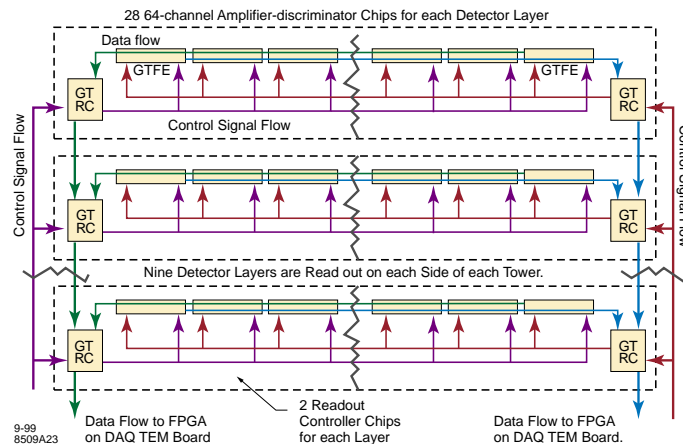 28 64-channel Amplifier-discriminator Chips for each Detector Layer
Data flow
GTFE
GTFE
GT
RC
GT
RC
Control Signal Flow
Control Signal Flow
Control Signal Flow
GT
RC
GT
RC
Nine Detector Layers are Read out on each Side of each Tower.
GT
RC
GT
RC
9-99
8509A23
Data Flow to FPGA
on DAQ TEM Board
2 Readout
Controller Chips
for each Layer
Data Flow to FPGA
on DAQ TEM Board.